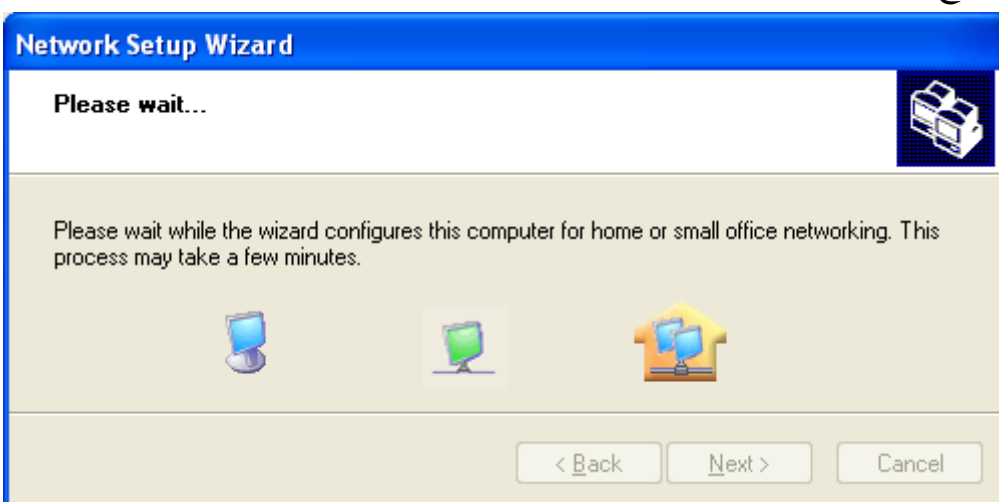 Network Setup Wizard
Please wait...
Please wait while the wizard configures this computer for home or small office networking. This
process may take a few minutes.
< Back Next > Cancel